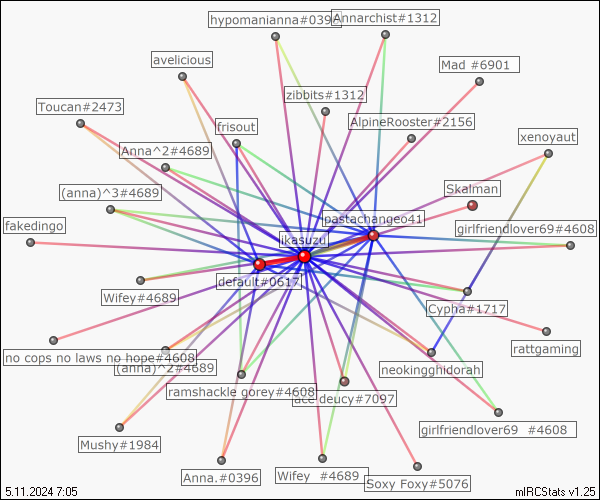 hypomanianna#0396
Annarchist#1312
avelicious
Mad #6901
zibbits#1312
Toucan#2473
AlpineRooster#2156
frisout
xenoyaut
Anna^2#4689
Skalman
(anna)^3#4689
pastachangeo41
girlfriendlover69#4608
fakedingo
ikasuzu
default#0617
Wifey#4689
Cypha#1717
rattgaming
no cops no laws no hope#4608
(anna)^2#4689
neokingghidorah
ramshackle gorey#4608
ace deucy#7097
girlfriendlover69 #4608
Mushy#1984
Anna.#0396
Wifey #4689
Soxy Foxy#5076
5.11.2024 7:05
mIRCStats v1.25